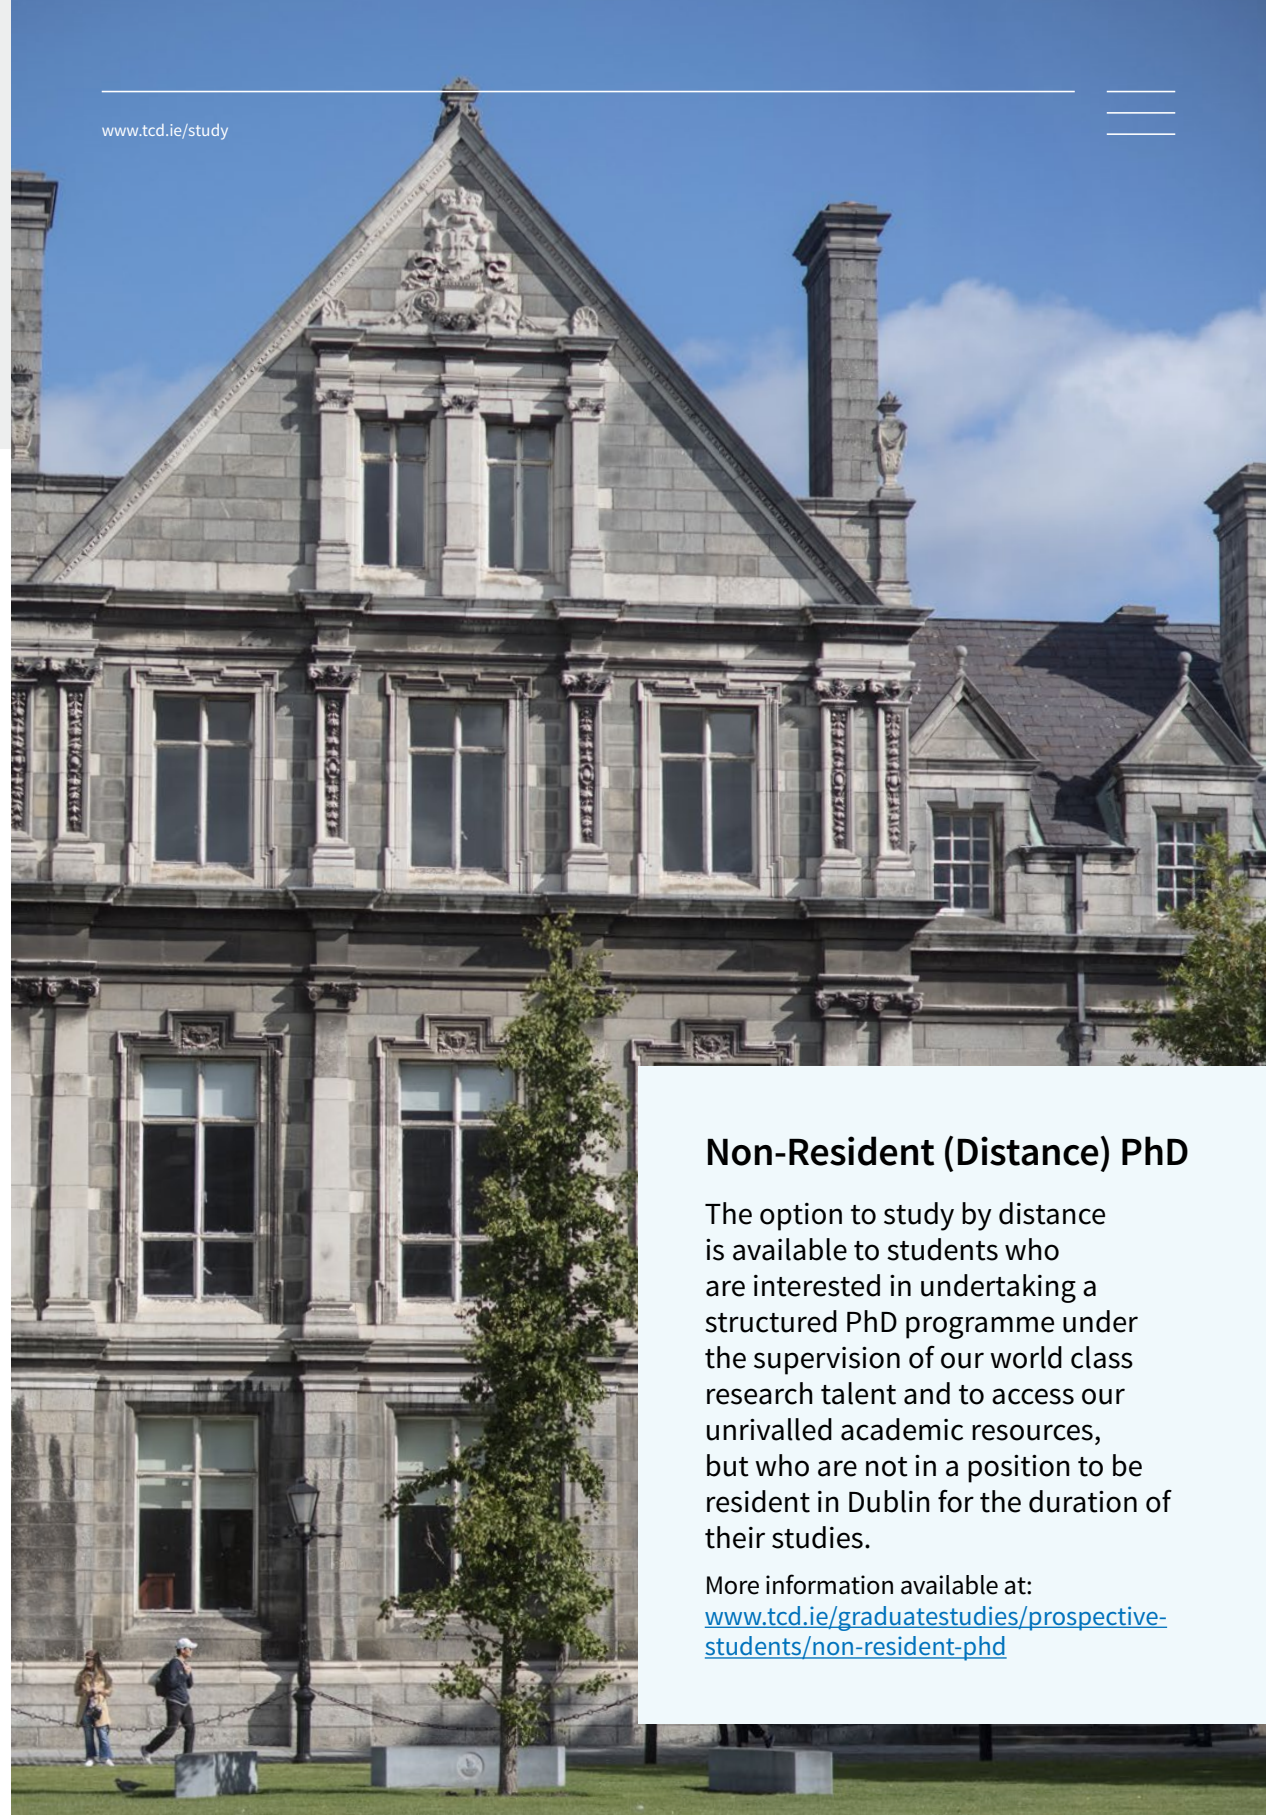 www.tcd.ie/study
Non-Resident (Distance) PhD
The option to study by distance
is available to students who
are interested in undertaking a
structured PhD programme under
the supervision of our world class
research talent and to access our
unrivalled academic resources,
but who are not in a position to be
resident in Dublin for the duration of
their studies.
More information available at:
www.tcd.ie/graduatestudies/prospective-
students/non-resident-phd